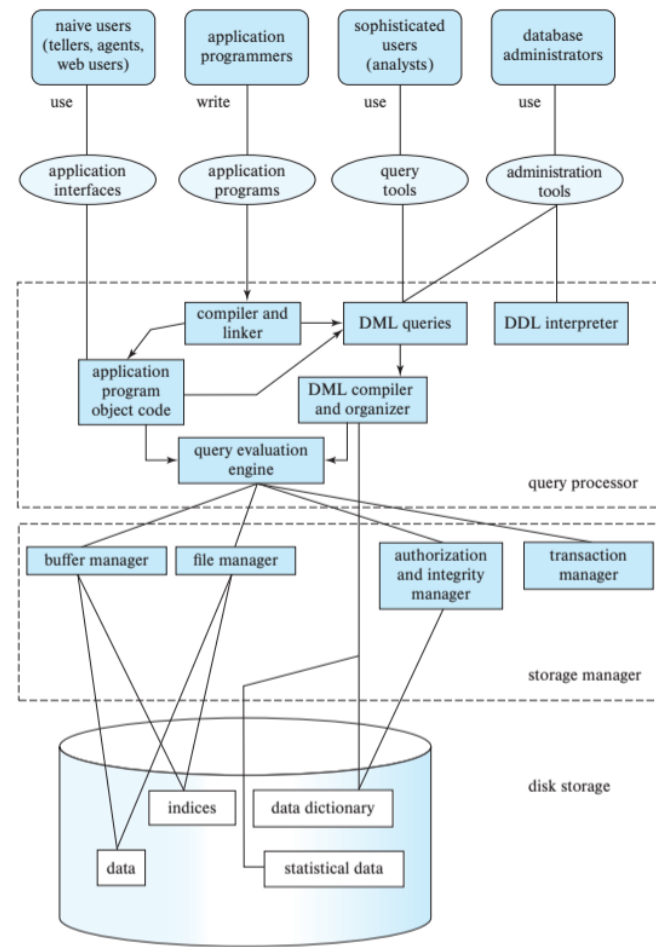 naive users
(tellers, agents,
web users)
application
programmers
sophisticated
users
(analysts)
database
administrators
use
write
use
use
application
interfaces
application
programs
query
tools
administration
tools
compiler and
linker
DML queries
DDL interpreter
application
program
object code
DML compiler
and organizer
query evaluation
engine
query processor
buffer manager
file manager
authorization
and integrity
manager
transaction
manager
storage manager
disk storage
indices
data dictionary
data
statistical data